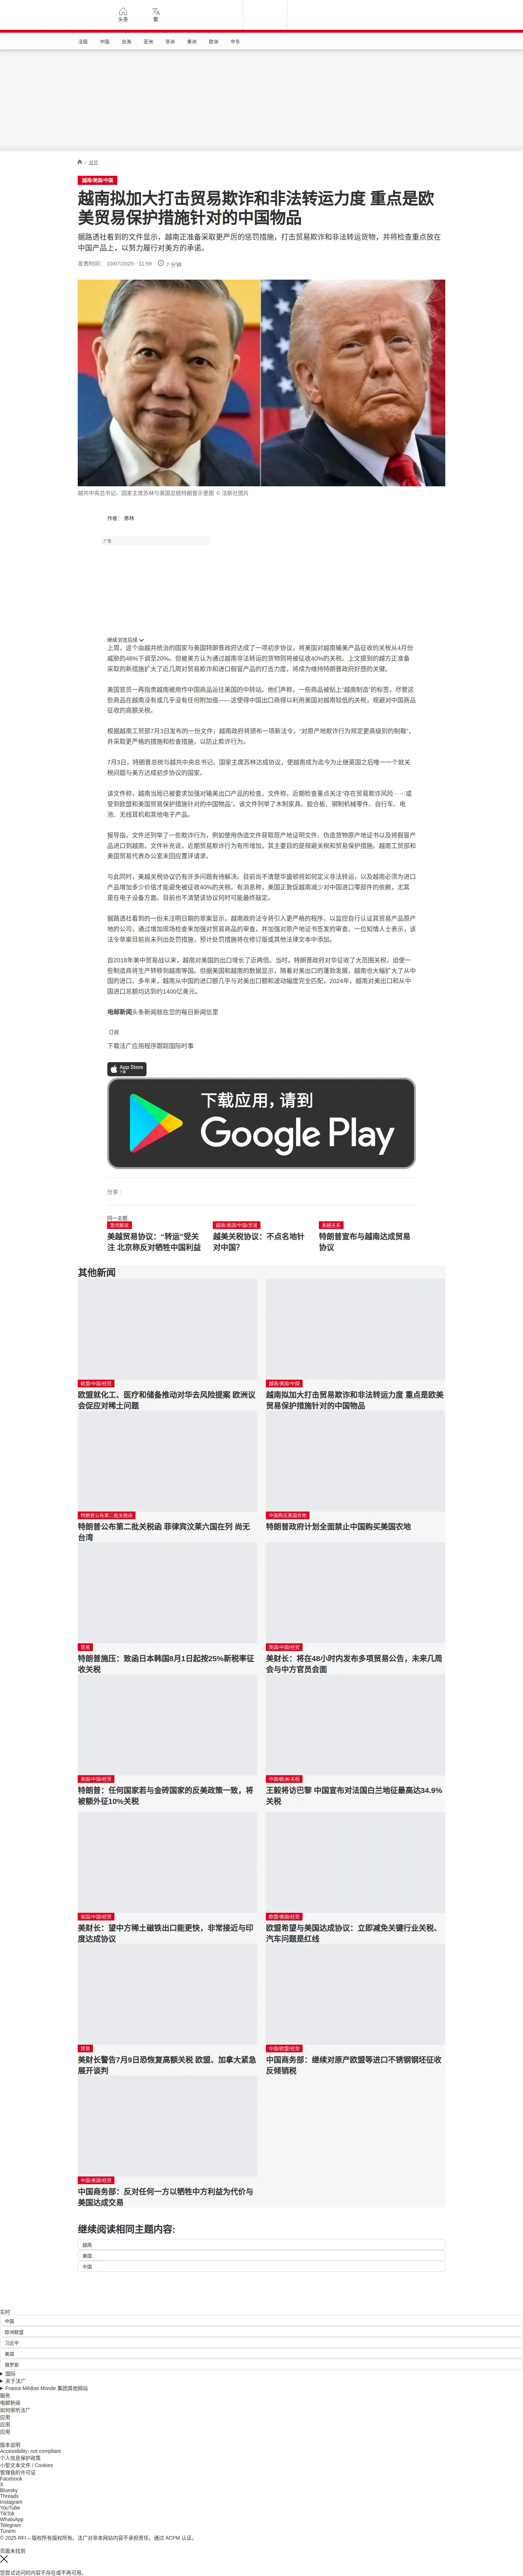 头条
繁
法国
中国
台海
亚洲
非洲
美洲
欧洲
中东
/ 经贸
越南/美国/中国
越南拟加大打击贸易欺诈和非法转运力度 重点是欧
美贸易保护措施针对的中国物品
据路透社看到的文件显示，越南正准备采取更严厉的惩罚措施，打击贸易欺诈和非法转运货物，并将检查重点放在
中国产品上，以努力履行对美方的承诺。
发表时间： 10/07/2025 - 11:59 7 分钟
越共中央总书记、国家主席苏林与美国总统特朗普示意图 © 法新社图片
作者： 弗林
广告
继续浏览后续
上周，这个由越共统治的国家与美国特朗普政府达成了一项初步协议，将美国对越南输美产品征收的关税从4月份
威胁的46%下调至20%。但被美方认为通过越南非法转运的货物则将被征收40%的关税。上文提到的越方正准备
采取的新措施扩大了近几周对贸易欺诈和进口假冒产品的打击力度，将成为维持特朗普政府好感的关键。
美国官员一再指责越南被用作中国商品运往美国的中转站。他们声称，一些商品被贴上“越南制造”的标签，尽管这
些商品在越南没有或几乎没有任何附加值——这使得中国出口商得以利用美国对越南较低的关税，规避对中国商品
征收的高额关税。
根据越南工贸部7月3日发布的一份文件，越南政府将颁布一项新法令，“对原产地欺诈行为规定更高级别的制裁”，
并采取更严格的措施和检查措施，以防止欺诈行为。
7月3日，特朗普总统与越共中央总书记、国家主席苏林达成协议，使越南成为迄今为止继英国之后唯一一个就关
税问题与美方达成初步协议的国家。
该文件称，越南当局已被要求加强对输美出口产品的检查。文件称，近期检查重点关注“存在贸易欺诈风险······或
受到欧盟和美国贸易保护措施针对的中国物品”。该文件列举了木制家具、胶合板、钢制机械零件、自行车、电
池、无线耳机和其他电子产品。
报导指，文件还列举了一些欺诈行为，例如使用伪造文件获取原产地证明文件、伪造货物原产地证书以及将假冒产
品进口到越南。文件补充说，近期贸易欺诈行为有所增加，其主要目的是规避关税和贸易保护措施。越南工贸部和
美国贸易代表办公室未回应置评请求。
与此同时，美越关税协议仍有许多问题有待解决。目前尚不清楚华盛顿将如何定义非法转运，以及越南必须为进口
产品增加多少价值才能避免被征收40%的关税。有消息称，美国正敦促越南减少对中国进口零部件的依赖，尤其
是在电子设备方面。目前也不清楚该协议何时可能最终敲定。
据路透社看到的一份未注明日期的草案显示，越南政府法令将引入更严格的程序，以监控自行认证其贸易产品原产
地的公司，通过增加现场检查来加强对贸易商品的审查，并加强对原产地证书签发的审查。一位知情人士表示，该
法令草案目前尚未列出处罚措施，预计处罚措施将在修订版或其他法律文本中添加。
自2018年美中贸易战以来，越南对美国的出口增长了近两倍。当时，特朗普政府对华征收了大范围关税，迫使一
些制造商将生产转移到越南等国。但据美国和越南的数据显示，随着对美出口的蓬勃发展，越南也大幅扩大了从中
国的进口。多年来，越南从中国的进口额几乎与对美出口额和波动幅度完全匹配，2024年，越南对美出口和从中
国进口总额均达到约1400亿美元。
电邮新闻头条新闻就在您的每日新闻信里
订阅
下载法广应用程序跟踪国际时事
App Store
下载
下载应用，请到
Google Play
分享 :
同一主题
要闻解说
美越贸易协议：“转运”受关
注 北京称反对牺牲中国利益
越南/美国/中国/贸易
越美关税协议：不点名地针
对中国？
美越关系
特朗普宣布与越南达成贸易
协议
其他新闻
欧盟/中国/经贸
欧盟就化工、医疗和储备推动对华去风险提案 欧洲议
会促应对稀土问题
越南/美国/中国
越南拟加大打击贸易欺诈和非法转运力度 重点是欧美
贸易保护措施针对的中国物品
特朗普公布第二批关税函
特朗普公布第二批关税函 菲律宾汶莱六国在列 尚无
台湾
中国购买美国农地
特朗普政府计划全面禁止中国购买美国农地
贸易
特朗普施压：致函日本韩国8月1日起按25%新税率征
收关税
美国/中国/经贸
美财长：将在48小时内发布多项贸易公告，未来几周
会与中方官员会面
美国/中国/经贸
特朗普：任何国家若与金砖国家的反美政策一致，将
被额外征10%关税
中国/欧洲/关税
王毅将访巴黎 中国宣布对法国白兰地征最高达34.9%
关税
美国/中国/经贸
美财长：望中方稀土磁铁出口能更快，非常接近与印
度达成协议
欧盟/美国/经贸
欧盟希望与美国达成协议：立即减免关键行业关税、
汽车问题是红线
贸易
美财长警告7月9日恐恢复高额关税 欧盟、加拿大紧急
展开谈判
中国/欧盟/经贸
中国商务部：继续对原产欧盟等进口不锈钢钢坯征收
反倾销税
中国/美国/经贸
中国商务部：反对任何一方以牺牲中方利益为代价与
美国达成交易
继续阅读相同主题内容:
越南
美国
中国
实时
中国
欧洲联盟
习近平
美国
俄罗斯
国际
关于法广
France Médias Monde 集团其他网站
服务
电邮新闻
如何收听法广
应用
应用
应用
版本说明
Accessibility: not compliant
个人信息保护政策
小型文本文件 / Cookies
管理我的许可证
Facebook
X
Bluesky
Threads
Instagram
YouTube
TikTok
WhatsApp
Telegram
TuneIn
© 2025 RFI – 版权所有版权所有。法广对非本网站内容不承担责任。通过 ACPM 认证。
页面未找到
您尝试访问的内容不存在或不再可用。